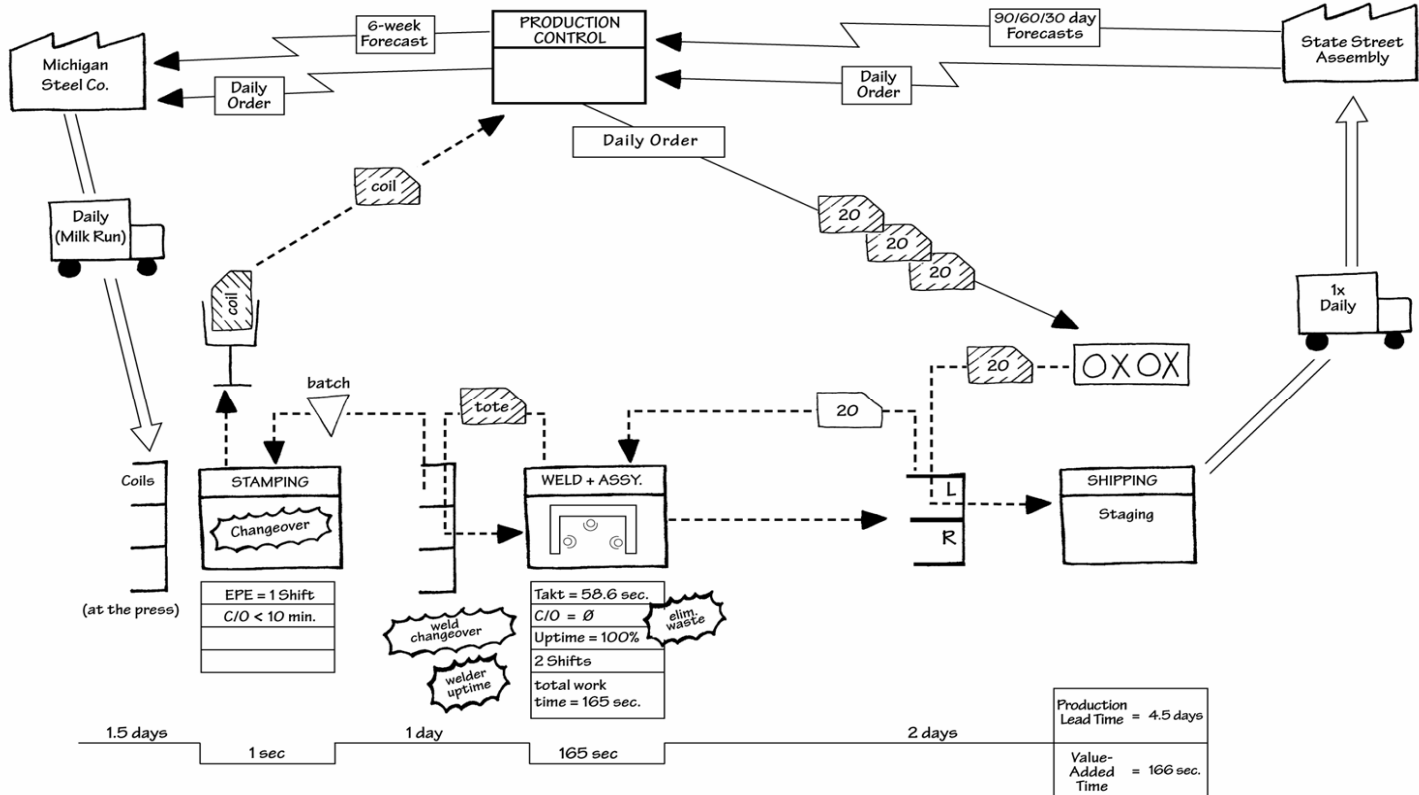 6-week
Forecast
PRODUCTION
CONTROL
90/60/30 day
Forecasts
Michigan
Steel Co.
State Street
Assembly
Daily
Order
Daily
Order
Daily Order
coil
20
20
20
Daily
(Milk Run)
coil
1x
Daily
batch
tote
20
20
OXOX
Coils
STAMPING
Changeover
WELD + ASSY.
L
R
SHIPPING
Staging
(at the press)
EPE = 1 Shift
C/O < 10 min.
weld
changeover
welder
uptime
Takt = 58.6 sec.
C/O = Ø
Uptime = 100%
2 Shifts
total work
time = 165 sec.
elim.
waste
1.5 days
1 sec
1 day
165 sec
2 days
Production
Lead Time = 4.5 days
Value-
Added = 166 sec.
Time